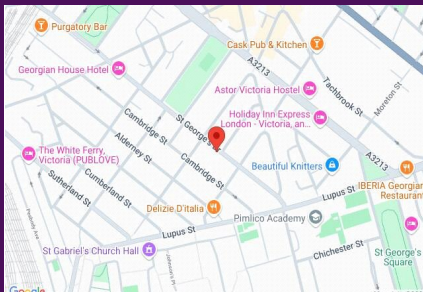 Purgatory Bar
Cask Pub & Kitchen
A3213
Georgian House Hotel
Astor Victoria Hostel
Tachbrook St
Moreton St
Holiday Inn Express
London - Victoria, an...
Cambridge St
St George's
Alderney St
Cambridge St
The White Ferry,
Victoria (PUBLOVE)
Beautiful Knitters
A3213
Cumberland St
Sutherland St
Lupus St
IBERIA Georgian
Restaurant
Delizie D'italia
Pimlico Academy
Lupus St
St Gabriel's Church Hall
Chichester St
St George's
Square
Google